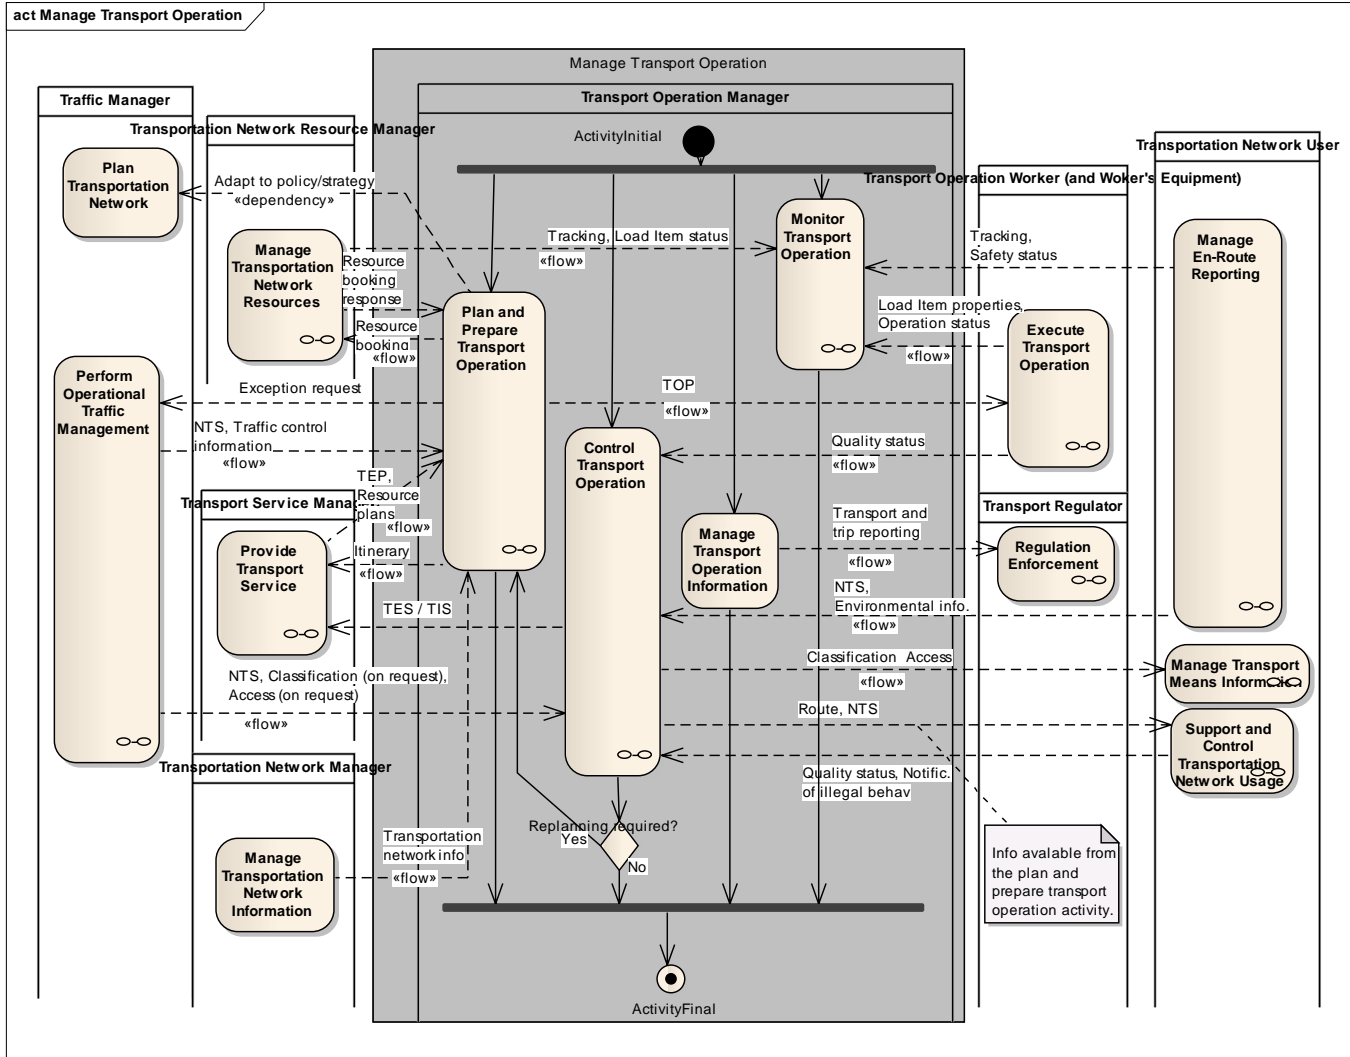 act Manage Transport Operation
Manage Transport Operation
Traffic Manager
Transport Operation Manager
Transportation Network Resource Manager
ActivityInitial
Transportation Network User
Plan
Transportation
Network
Adapt to policy/strategy
«dependency»
Transport Operation Worker (and Woker's Equipment)
Monitor
Transport
Operation
Manage
Transportation
Network
Resources
Tracking, Load Item status
«flow»
Tracking,
Safety status
Manage
En-Route
Reporting
Resource
booking
response
Resource
booking
«flow»
Plan and
Prepare
Transport
Operation
Load Item properties,
Operation status
«flow»
Execute
Transport
Operation
Perform
Operational
Traffic
Management
Exception request
TOP
«flow»
NTS, Traffic control
information
«flow»
Control
Transport
Operation
Quality status
«flow»
TEP,
Resource
plans
«flow»
Transport Service
Transport Regulator
Provide
Transport
Service
Itinerary
«flow»
Manage
Transport
Operation
Information
Transport and
trip reporting
«flow»
Regulation
Enforcement
TES / TIS
NTS,
Environmental info.
«flow»
NTS, Classification (on request),
Access (on request)
«flow»
Classification Access
«flow»
Manage Transport
Means
Route, NTS
Support and
Control
Transportation
Network Usage
Transportation Network Manager
Quality status, Notific.
of illegal behav
Replanning required?
Yes
No
Manage
Transportation
Network
Information
Transportation
network info
«flow»
Info avalable from
the plan and
prepare transport
operation activity.
ActivityFinal